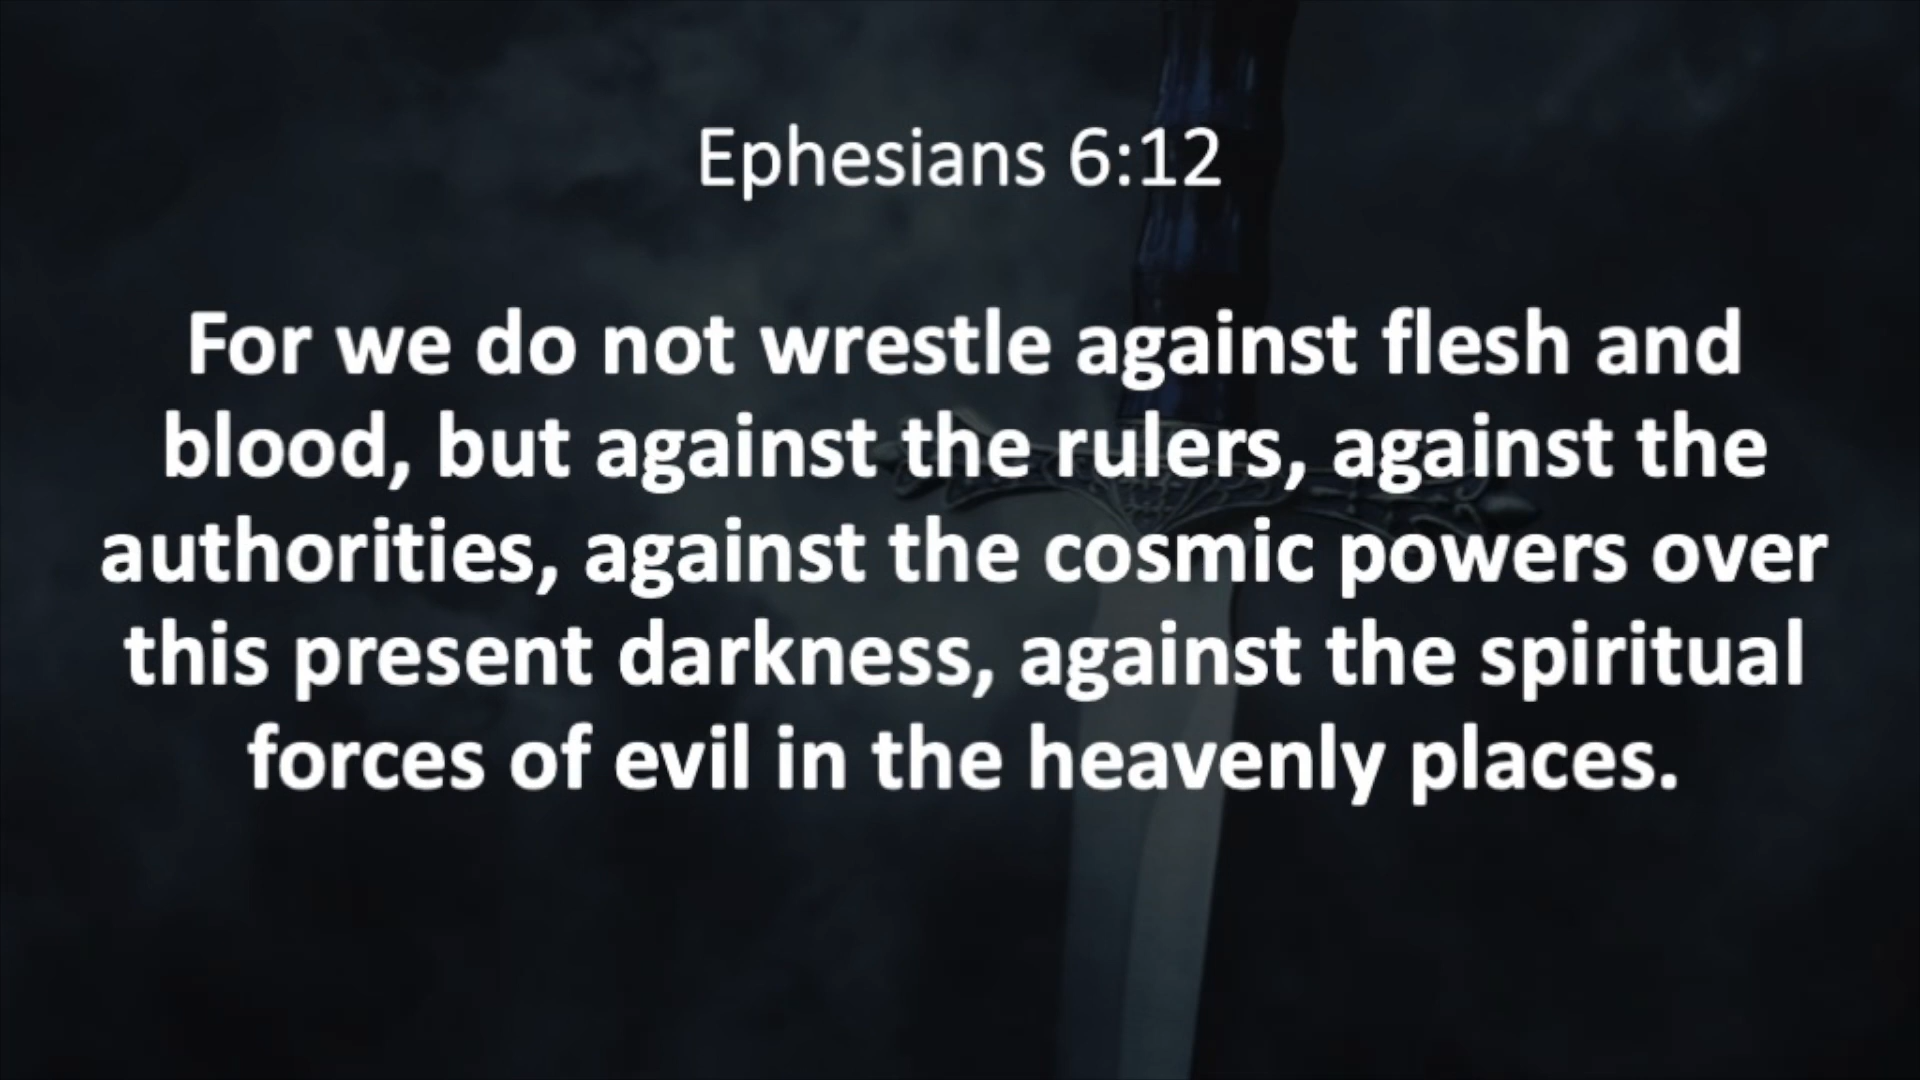 Ephesians 6:12
For we do not wrestle against flesh and
blood, but against the rulers, against the
authorities, against the cosmic powers over
this present darkness, against the spiritual
forces of evil in the heavenly places.